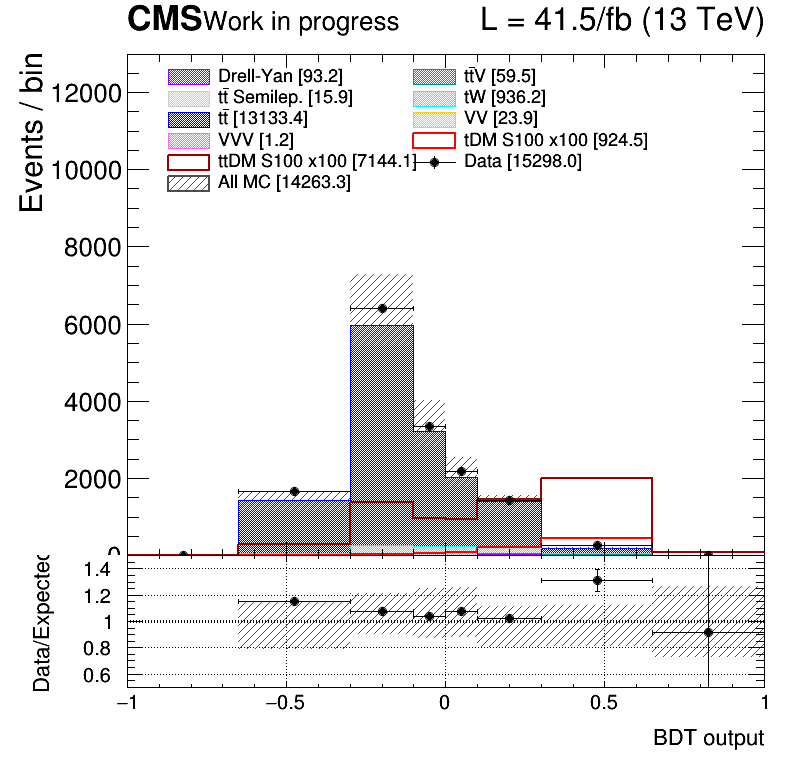 CMS Work in progress L = 41.5/fb (13 TeV)
Events / bin
Drell-Yan [93.2] tt̄V [59.5]
tt̄ Semilep. [15.9] tW [936.2]
tt̄ [13133.4] VV [23.9]
VVV [1.2] tDM S100 x100 [924.5]
ttDM S100 x100 [7144.1] Data [15298.0]
All MC [14263.3]
12000
10000
8000
6000
4000
2000
0
Data/Expected
1.4
1.2
1
0.8
0.6
−1 −0.5 0 0.5 1
BDT output